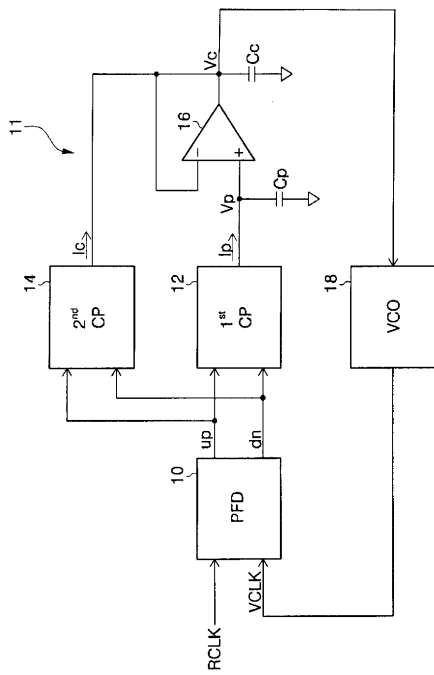 11
14
2nd
CP
Ic
12
1st
CP
Ip
Vp
Cp
16
-
+
Vc
Cc
10
PFD
up
dn
RCLK
VCLK
18
VCO